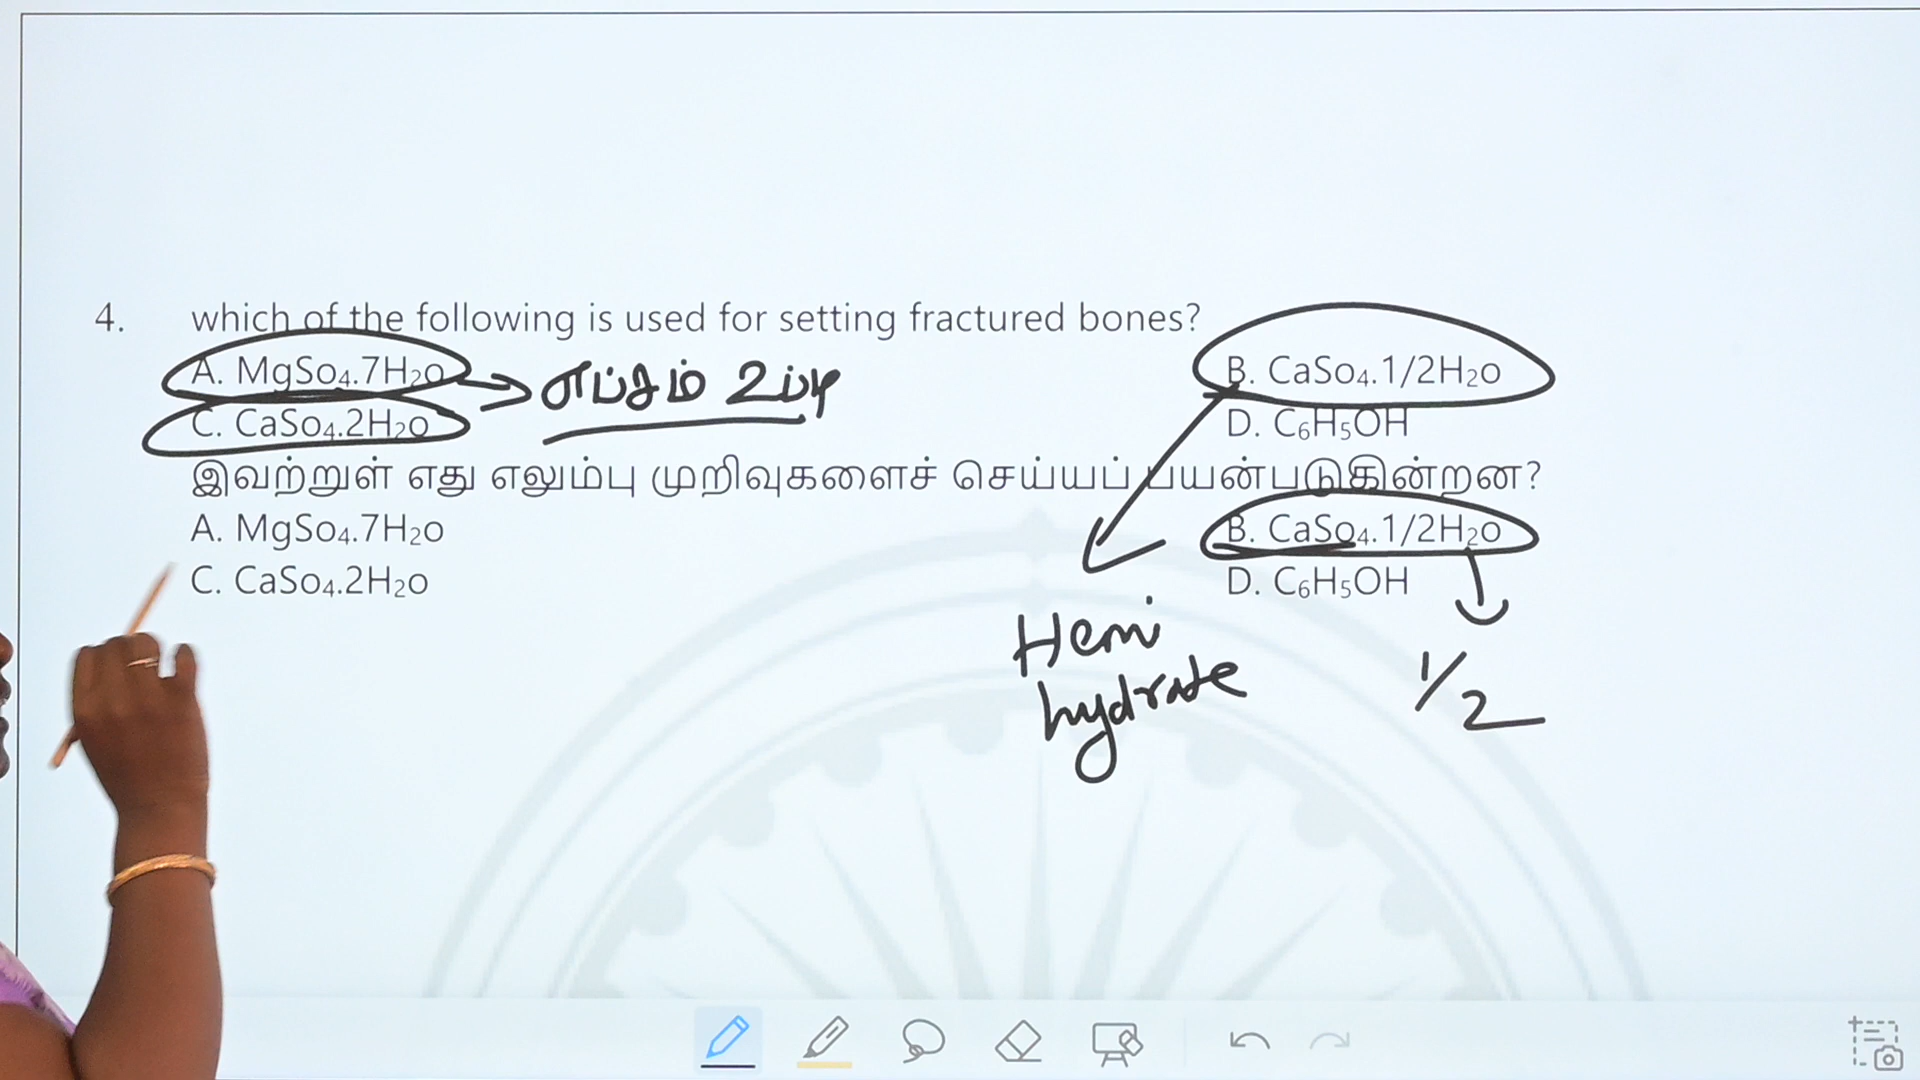 4. which of the following is used for setting fractured bones?
A. MgSo₄.7H₂o → எப்சம் உப்பு B. CaSo₄.1/2H₂o
C. CaSo₄.2H₂o D. C₆H₅OH
இவற்றுள் எது எலும்பு முறிவுகளைச் செய்யப் பயன்படுகின்றன?
A. MgSo₄.7H₂o B. CaSo₄.1/2H₂o
C. CaSo₄.2H₂o D. C₆H₅OH
Hemi
hydrate
1/2